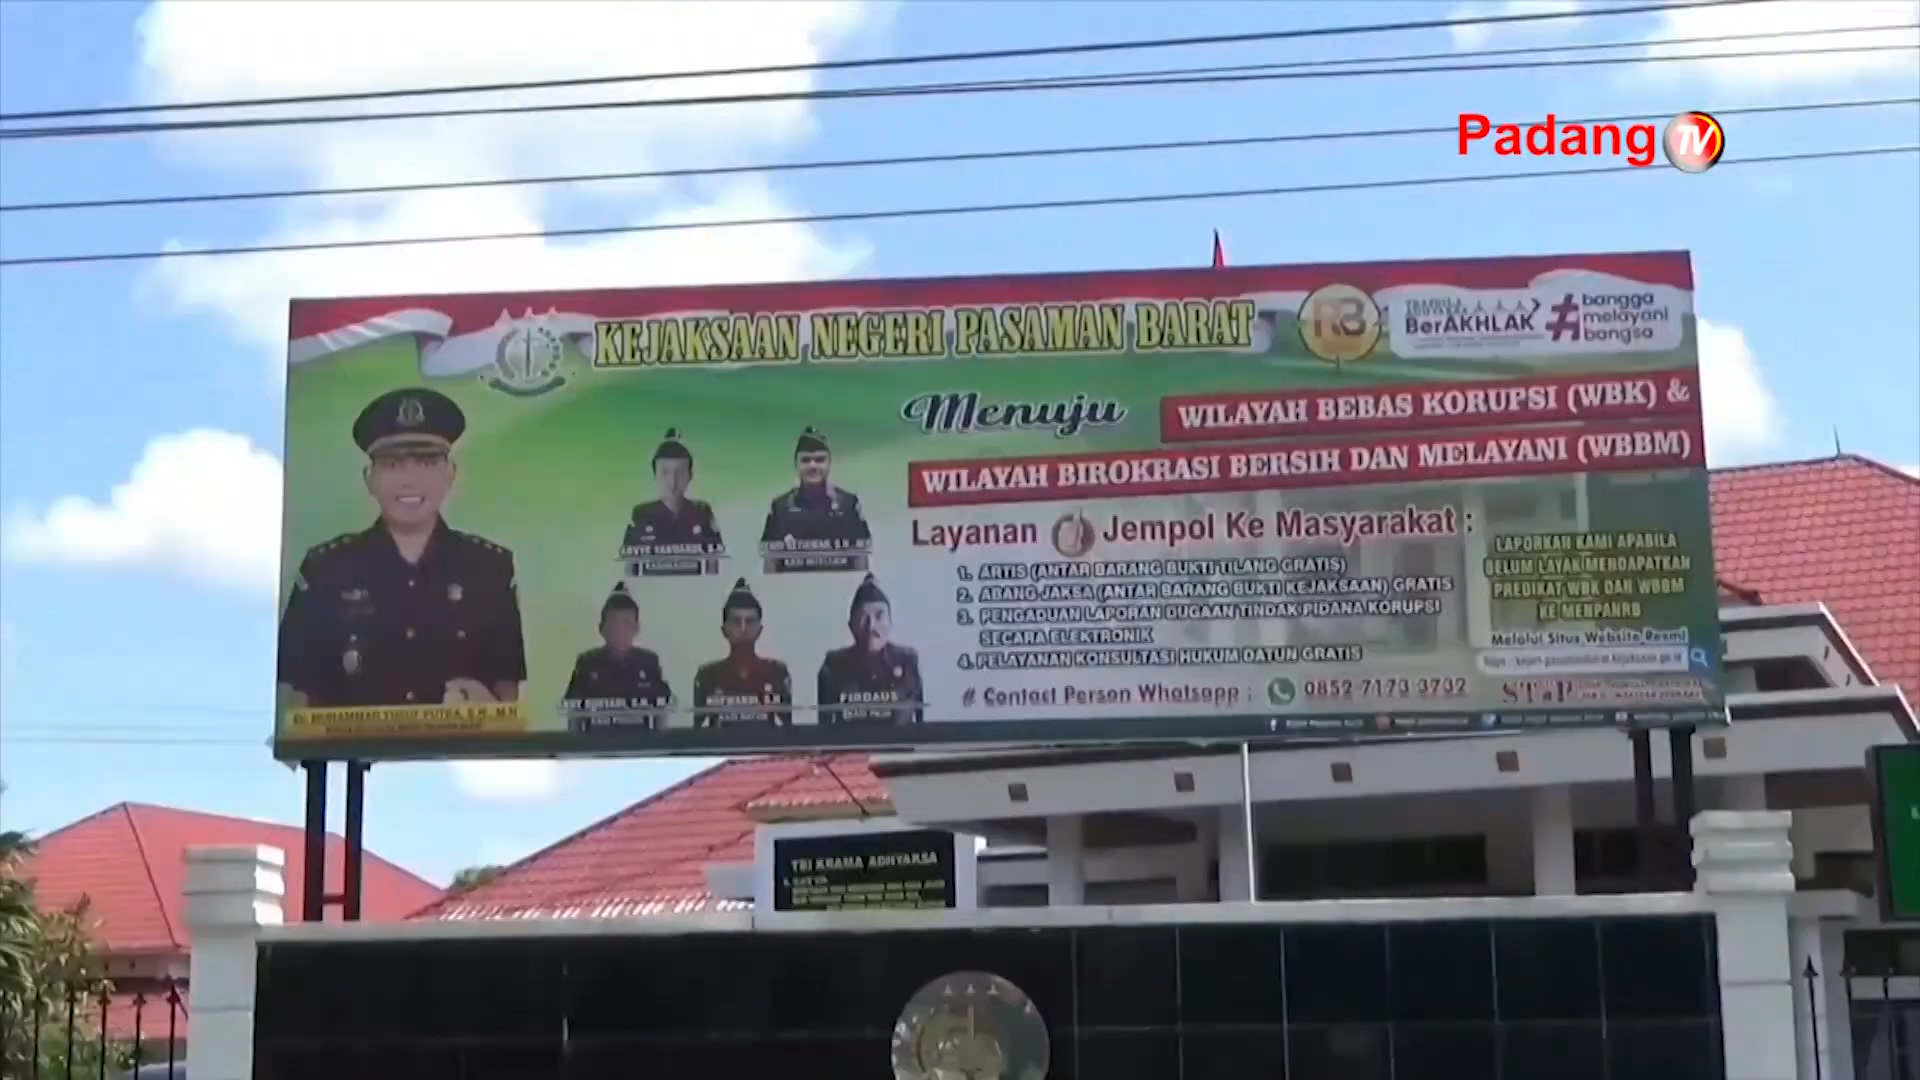 Padang TV
KEJAKSAAN NEGERI PASAMAN BARAT
RB
BerAKHLAK
#bangga
melayani
bangsa
Menuju
WILAYAH BEBAS KORUPSI (WBK) &
WILAYAH BIROKRASI BERSIH DAN MELAYANI (WBBM)
Layanan Jempol Ke Masyarakat :
1. ARTIS (ANTAR BARANG BUKTI TILANG GRATIS)
2. ABANG JAKSA (ANTAR BARANG BUKTI KEJAKSAAN) GRATIS
3. PENGADUAN LAPORAN DUGAAN TINDAK PIDANA KORUPSI
SECARA ELEKTRONIK
4. PELAYANAN KONSULTASI HUKUM DATUN GRATIS
# Contact Person Whatsapp : 0852 7173 3732
LAPORKAN KAMI APABILA
BELUM LAYAK MENDAPATKAN
PREDIKAT WBK DAN WBBM
KE MENPANRB
Melalui Situs Website Resmi
MUHAMMAD YUSUF PUTRA, S.H., M.H
FIRDAUS
TRI KRAMA ADHYAKSA